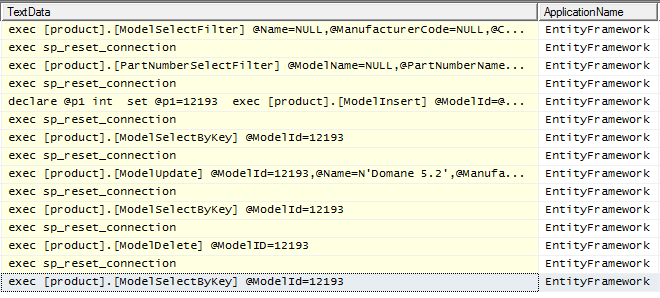 TextData ApplicationName
exec [product].[ModelSelectFilter] @Name=NULL,@ManufacturerCode=NULL,@C... EntityFramework
exec sp_reset_connection EntityFramework
exec [product].[PartNumberSelectFilter] @ModelName=NULL,@PartNumberName... EntityFramework
declare @p1 int  set @p1=12193  exec [product].[ModelInsert] @ModelId=@... EntityFramework
exec sp_reset_connection EntityFramework
exec [product].[ModelSelectByKey] @ModelId=12193 EntityFramework
exec sp_reset_connection EntityFramework
exec [product].[ModelUpdate] @ModelId=12193,@Name=N'Domane 5.2',@Manufa... EntityFramework
exec sp_reset_connection EntityFramework
exec [product].[ModelSelectByKey] @ModelId=12193 EntityFramework
exec sp_reset_connection EntityFramework
exec [product].[ModelDelete] @ModelID=12193 EntityFramework
exec sp_reset_connection EntityFramework
exec [product].[ModelSelectByKey] @ModelId=12193 EntityFramework